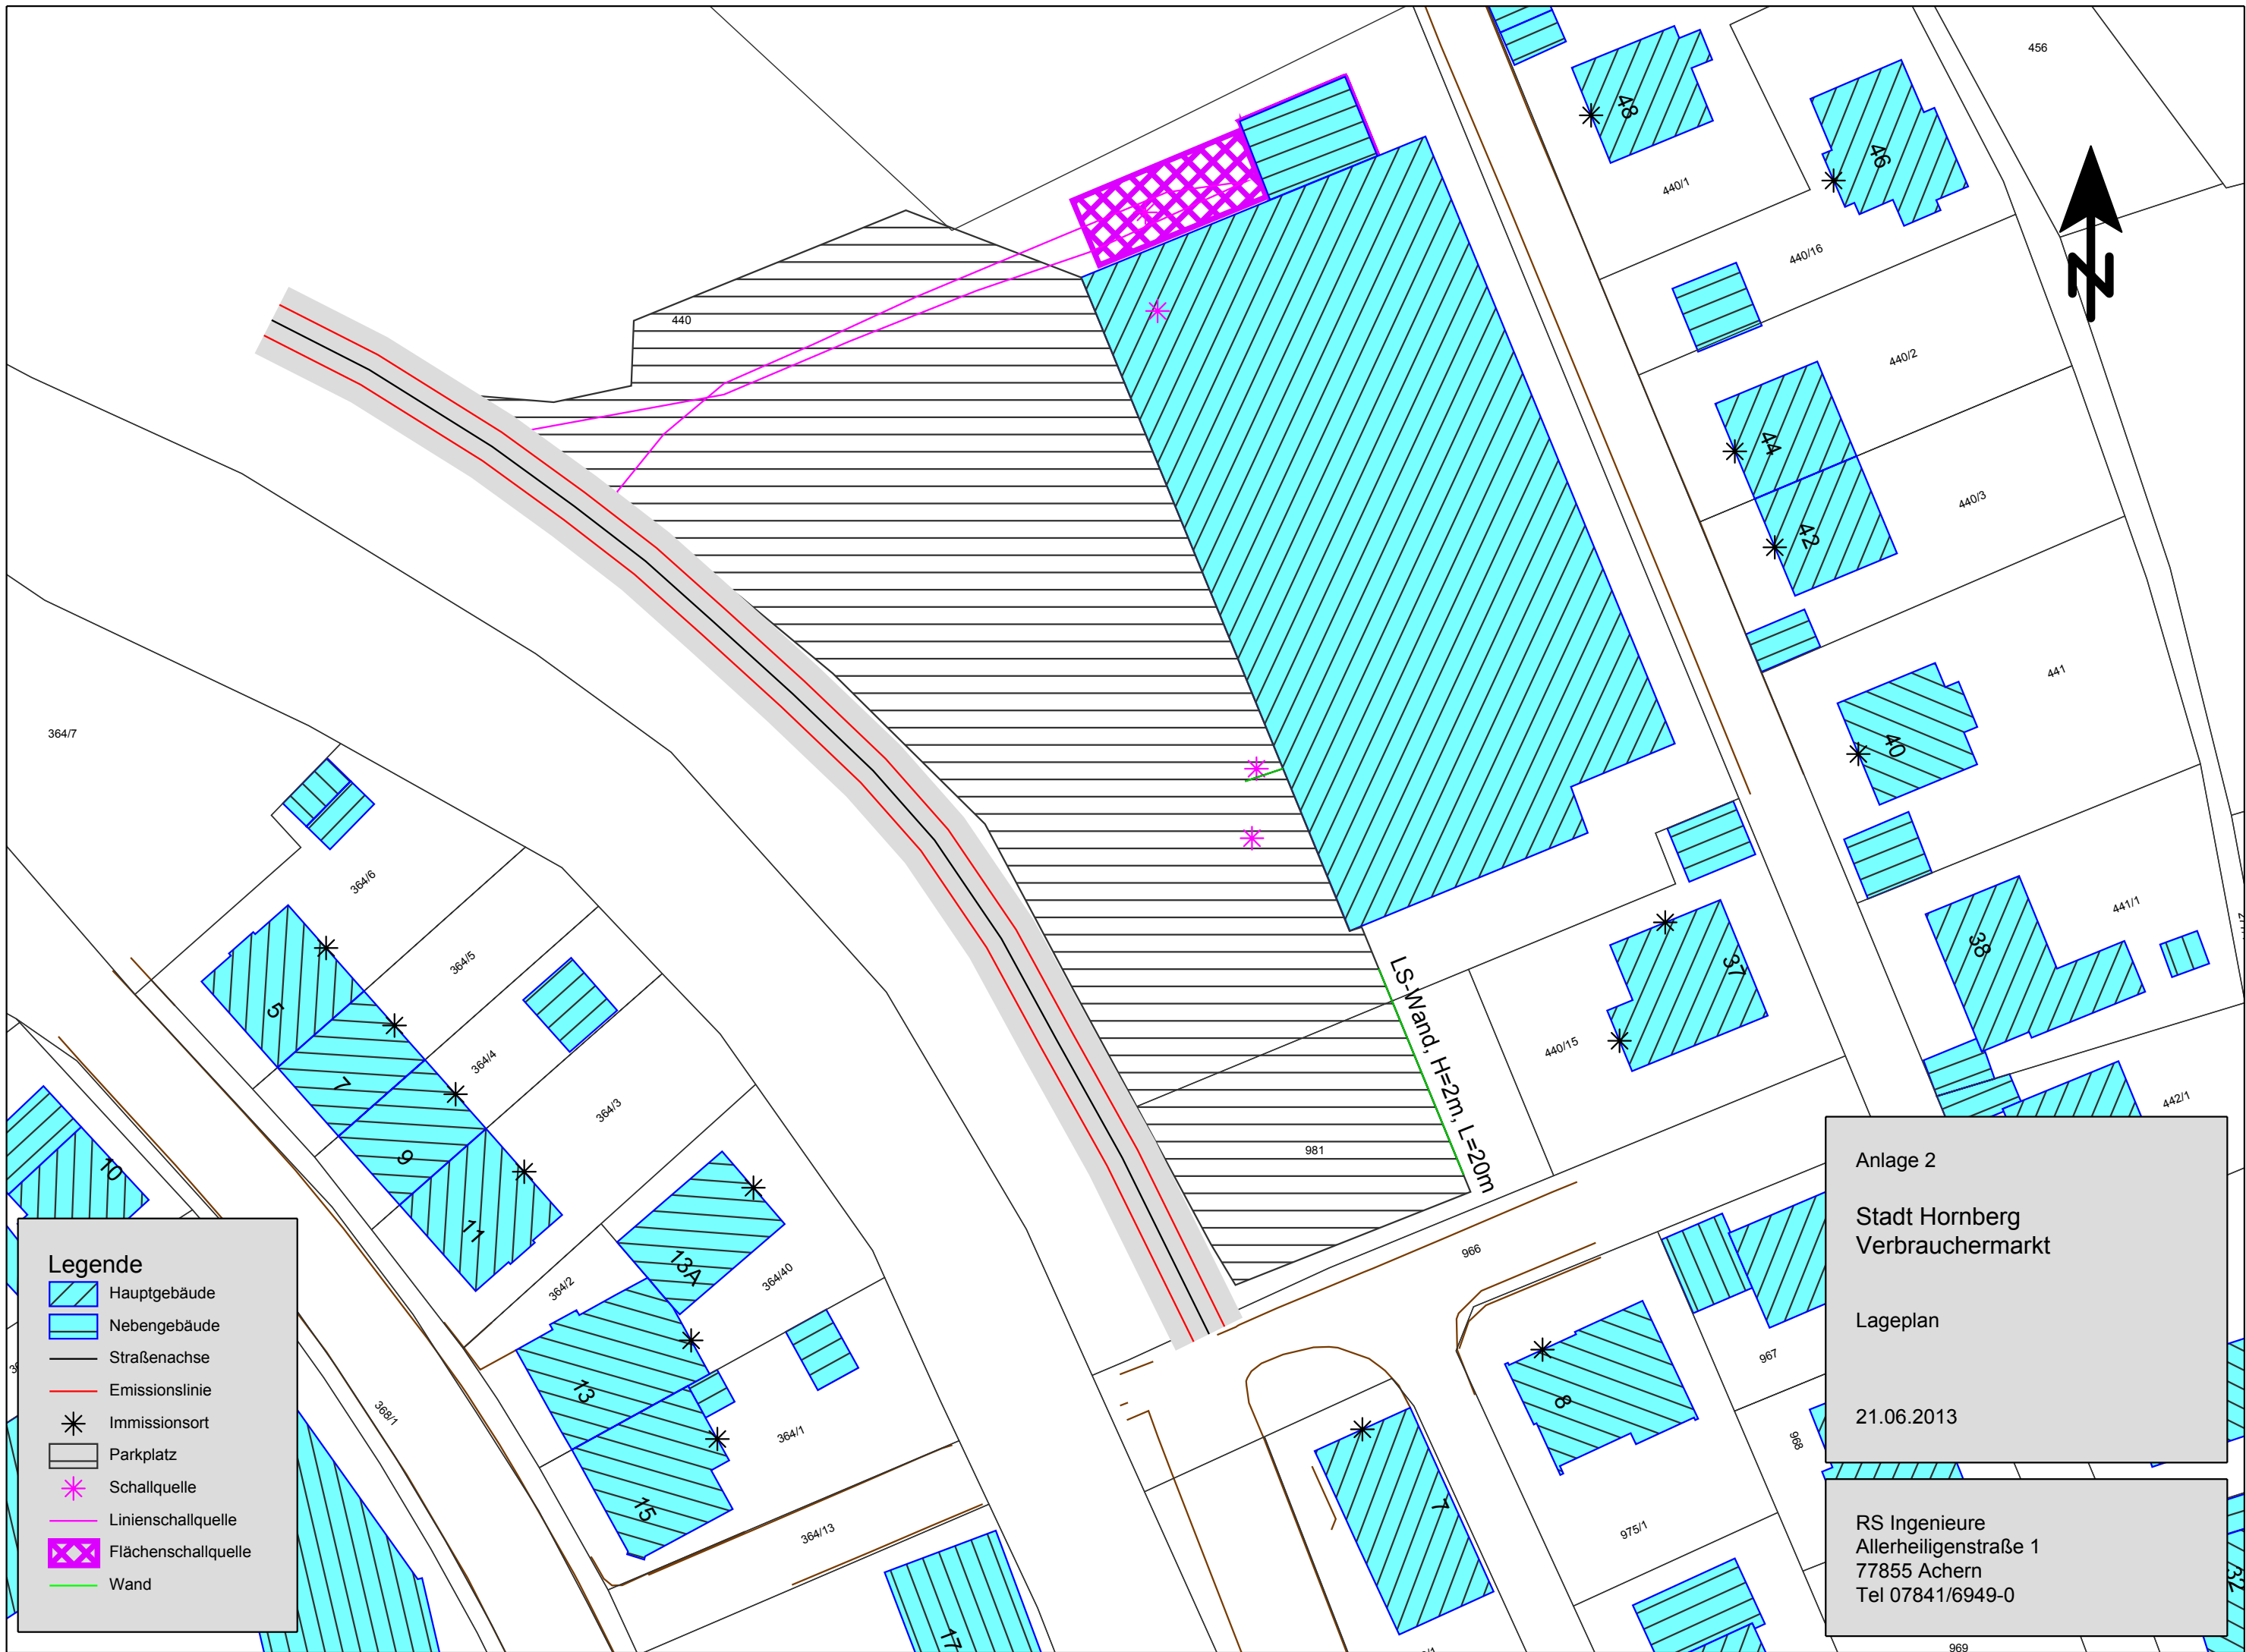 456
48
46
440/1
440/16
440
440/2
44
440/3
42
364/7
441
40
364/6
441/1
38
364/5
37
5
LS-Wand, H=2m, L=20m
440/15
364/4
7
442/1
364/3
9
981
10
11
13A
966
364/2
364/40
13
8
967
368/1
364/1
968
15
7
364/13
975/1
17
32
969
Legende
Hauptgebäude
Nebengebäude
Straßenachse
Emissionslinie
Immissionsort
Parkplatz
Schallquelle
Linienschallquelle
Flächenschallquelle
Wand
Anlage 2
Stadt Hornberg
Verbrauchermarkt
Lageplan
21.06.2013
RS Ingenieure
Allerheiligenstraße 1
77855 Achern
Tel 07841/6949-0